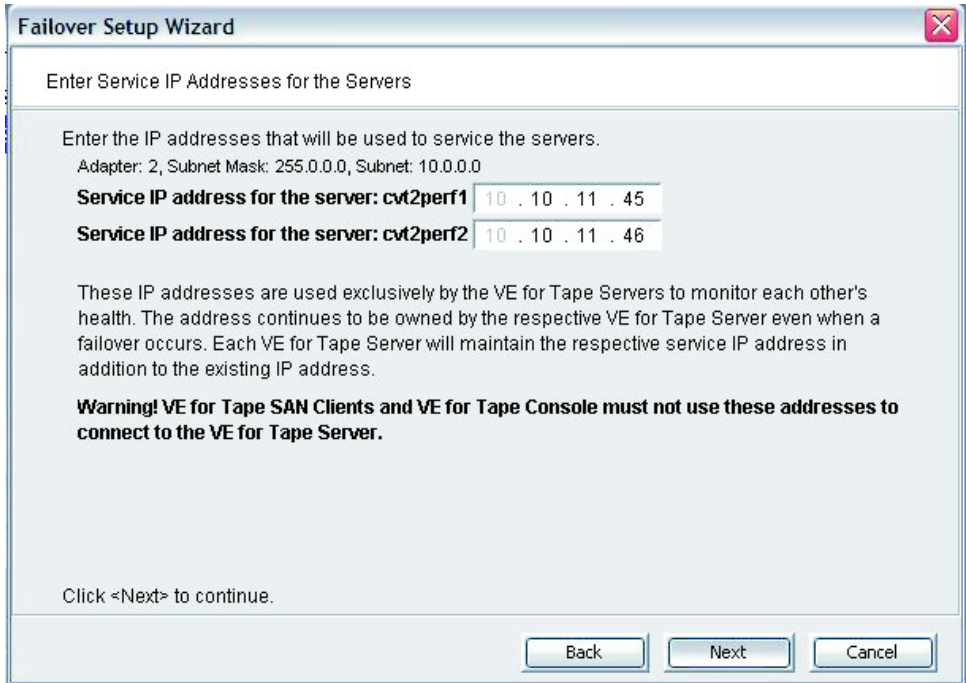 Failover Setup Wizard
Enter Service IP Addresses for the Servers
Enter the IP addresses that will be used to service the servers.
Adapter: 2, Subnet Mask: 255.0.0.0, Subnet: 10.0.0.0
Service IP address for the server: cvt2perf1 10 . 10 . 11 . 45
Service IP address for the server: cvt2perf2 10 . 10 . 11 . 46
These IP addresses are used exclusively by the VE for Tape Servers to monitor each other's
health. The address continues to be owned by the respective VE for Tape Server even when a
failover occurs. Each VE for Tape Server will maintain the respective service IP address in
addition to the existing IP address.
Warning! VE for Tape SAN Clients and VE for Tape Console must not use these addresses to
connect to the VE for Tape Server.
Click <Next> to continue.
Back Next Cancel